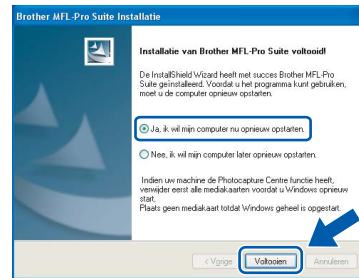 Brother MFL-Pro Suite Installatie
Installatie van Brother MFL-Pro Suite voltooid!
De InstallShield Wizard heeft met succes Brother MFL-Pro
Suite geïnstalleerd. Voordat u het programma kunt gebruiken,
moet u de computer opnieuw opstarten.
Ja, ik wil mijn computer nu opnieuw opstarten.
Nee, ik wil mijn computer later opnieuw opstarten.
Indien uw machine de Photocapture Centre functie heeft,
verwijder eerst alle mediakaarten voordat u Windows opnieuw
start.
Plaats geen mediakaart totdat Windows geheel is opgestart.
< Vorige
Voltooien
Annuleren